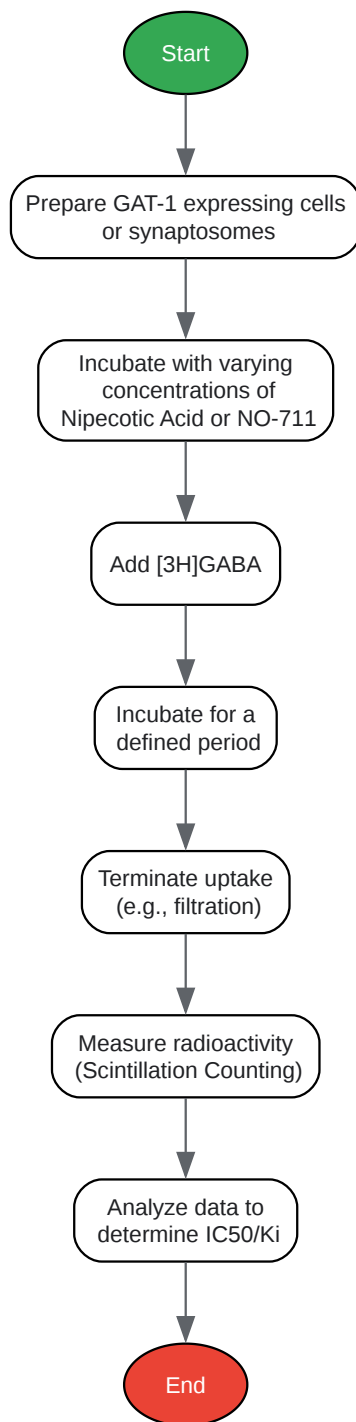 Start
Prepare GAT-1 expressing cells
or synaptosomes
Incubate with varying
concentrations of
Nipecotic Acid or NO-711
Add [3H]GABA
Incubate for a
defined period
Terminate uptake
(e.g., filtration)
Measure radioactivity
(Scintillation Counting)
Analyze data to
determine IC50/Ki
End